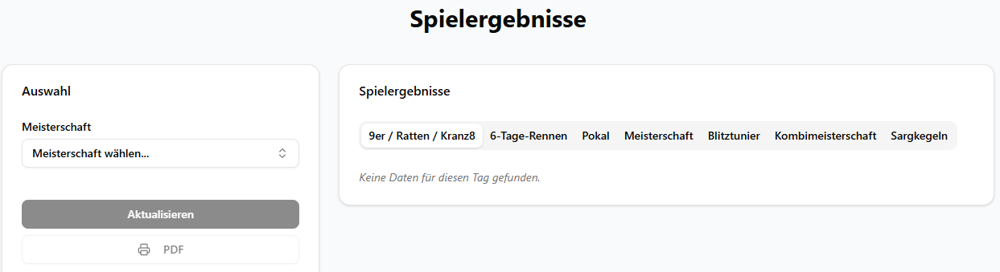 Spielergebnisse
Auswahl
Meisterschaft
Meisterschaft wählen...
Aktualisieren
PDF
Spielergebnisse
9er / Ratten / Kranz8 6-Tage-Rennen Pokal Meisterschaft Blitztunier Kombimeisterschaft Sargkegeln
Keine Daten für diesen Tag gefunden.